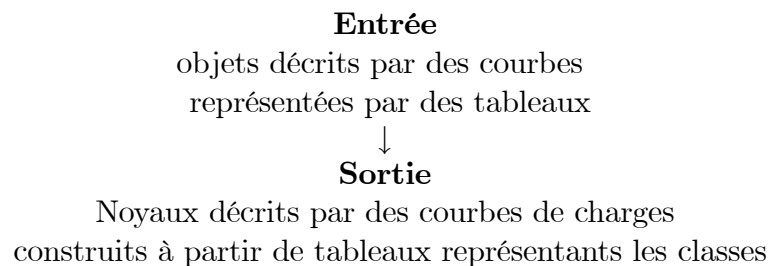 Entrée
objets décrits par des courbes
représentées par des tableaux
↓
Sortie
Noyaux décrits par des courbes de charges
construits à partir de tableaux représentants les classes